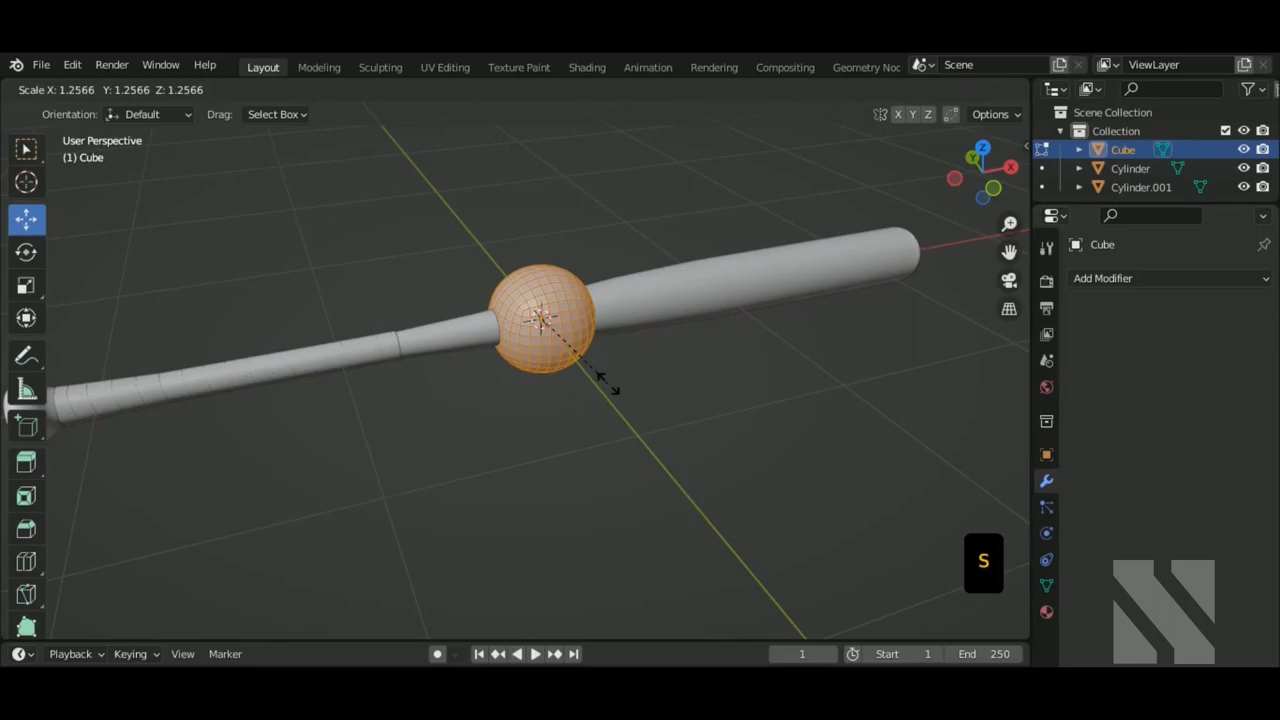 File Edit Render Window Help Layout Modeling Sculpting UV Editing Texture Paint Shading Animation Rendering Compositing Geometry Noc Scene ViewLayer
Scale X: 1.2566 Y: 1.2566 Z: 1.2566
Orientation: Default Drag: Select Box X Y Z Options
Scene Collection
User Perspective
(1) Cube
Collection
Cube
Cylinder
Cylinder.001
Z
Y
X
Cube
Add Modifier
S
Playback Keying View Marker 1 Start 1 End 250